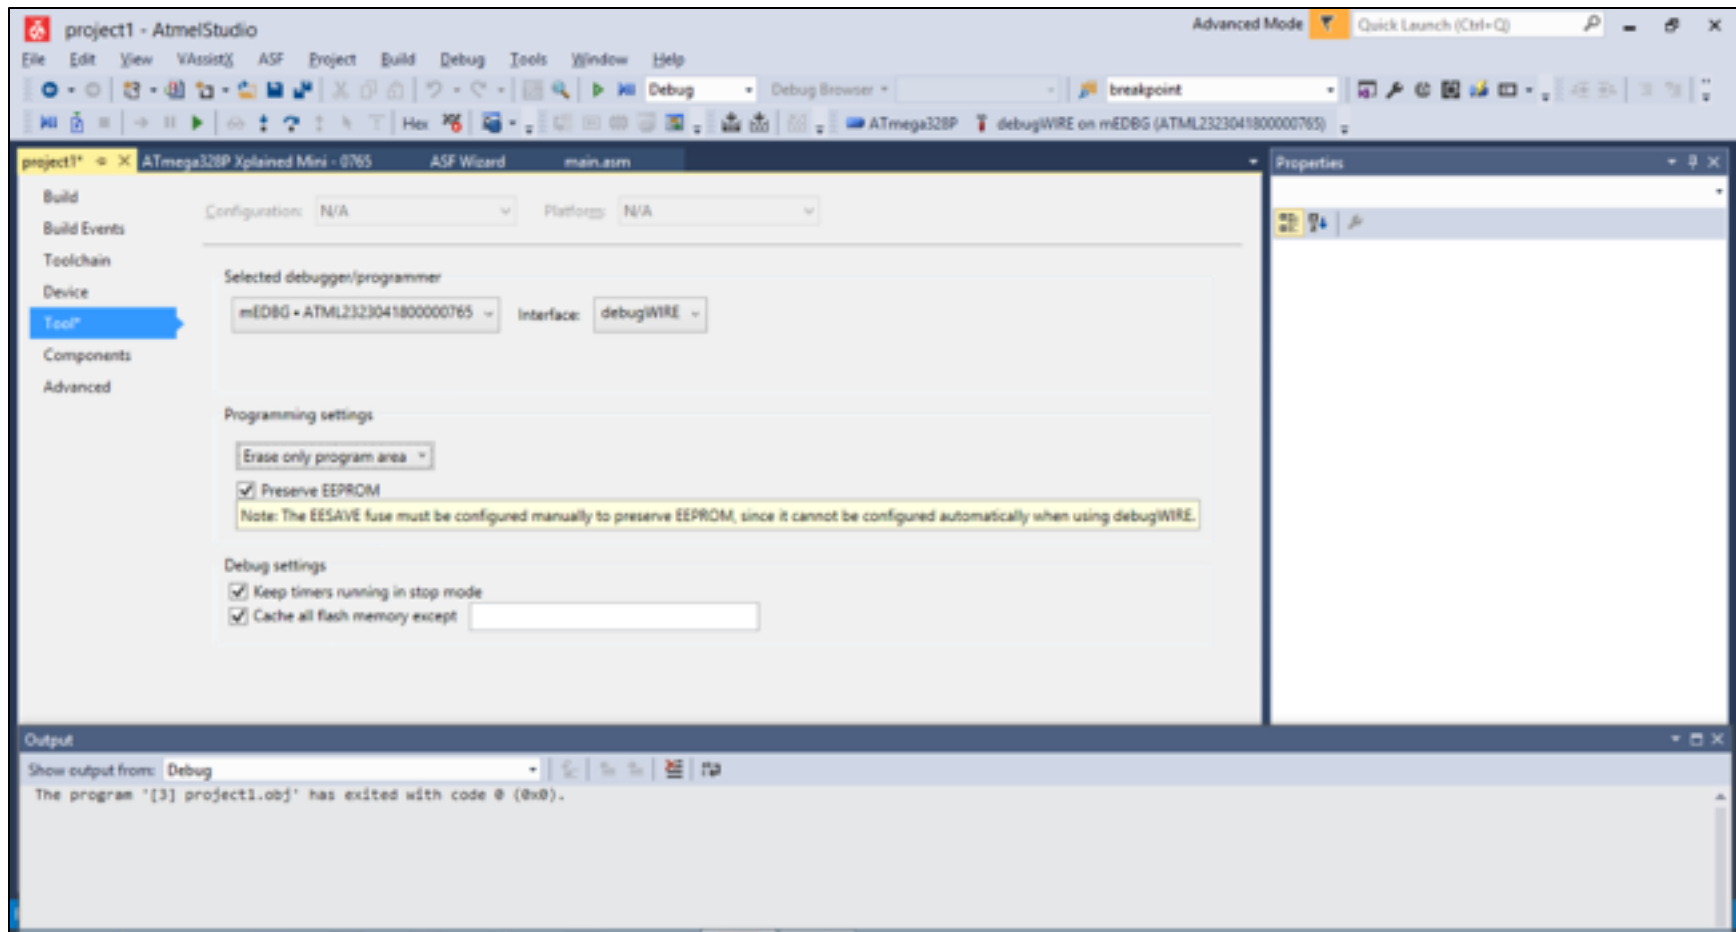 project1 - AtmelStudio
Advanced Mode
Quick Launch (Ctrl+Q)
File Edit View VAssistX ASF Project Build Debug Tools Window Help
Debug
Debug Browser
breakpoint
Hex
ATmega328P
debugWIRE on mEDBG (ATML2323041800000765)
project1*
ATmega328P Xplained Mini - 0765
ASF Wizard
main.asm
Properties
Build
Build Events
Toolchain
Device
Tool*
Components
Advanced
Configuration: N/A Platform: N/A
Selected debugger/programmer
mEDBG • ATML2323041800000765 Interface: debugWIRE
Programming settings
Erase only program area
Preserve EEPROM
Note: The EESAVE fuse must be configured manually to preserve EEPROM, since it cannot be configured automatically when using debugWIRE.
Debug settings
Keep timers running in stop mode
Cache all flash memory except
Output
Show output from: Debug
The program '[3] project1.obj' has exited with code 0 (0x0).